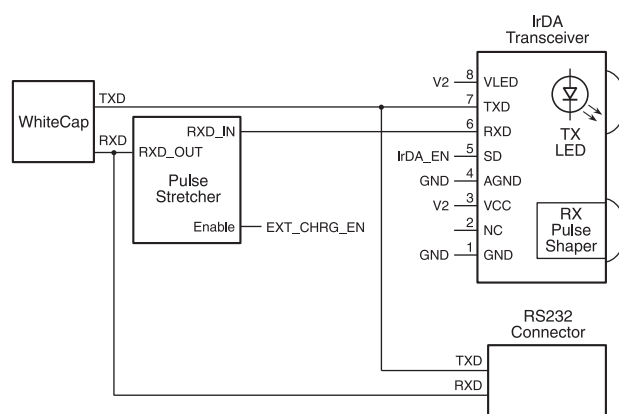 IrDA
Transceiver
WhiteCap
TXD
RXD
RXD_IN
RXD_OUT
Pulse
Stretcher
Enable
EXT_CHRG_EN
V2 8 VLED
7 TXD
6 RXD
IrDA_EN 5 SD
GND 4 AGND
V2 3 VCC
2 NC
GND 1 GND
TX
LED
RX
Pulse
Shaper
RS232
Connector
TXD
RXD